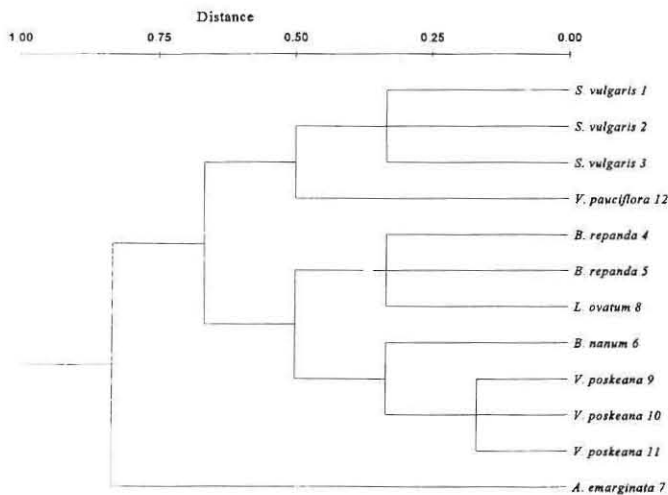 Distance
1.00 0.75 0.50 0.25 0.00
S. vulgaris 1
S. vulgaris 2
S. vulgaris 3
V. pauciflora 12
B. repanda 4
B. repanda 5
L. ovatum 8
B. nanum 6
V. poskeana 9
V. poskeana 10
V. poskeana 11
A. emarginata 7